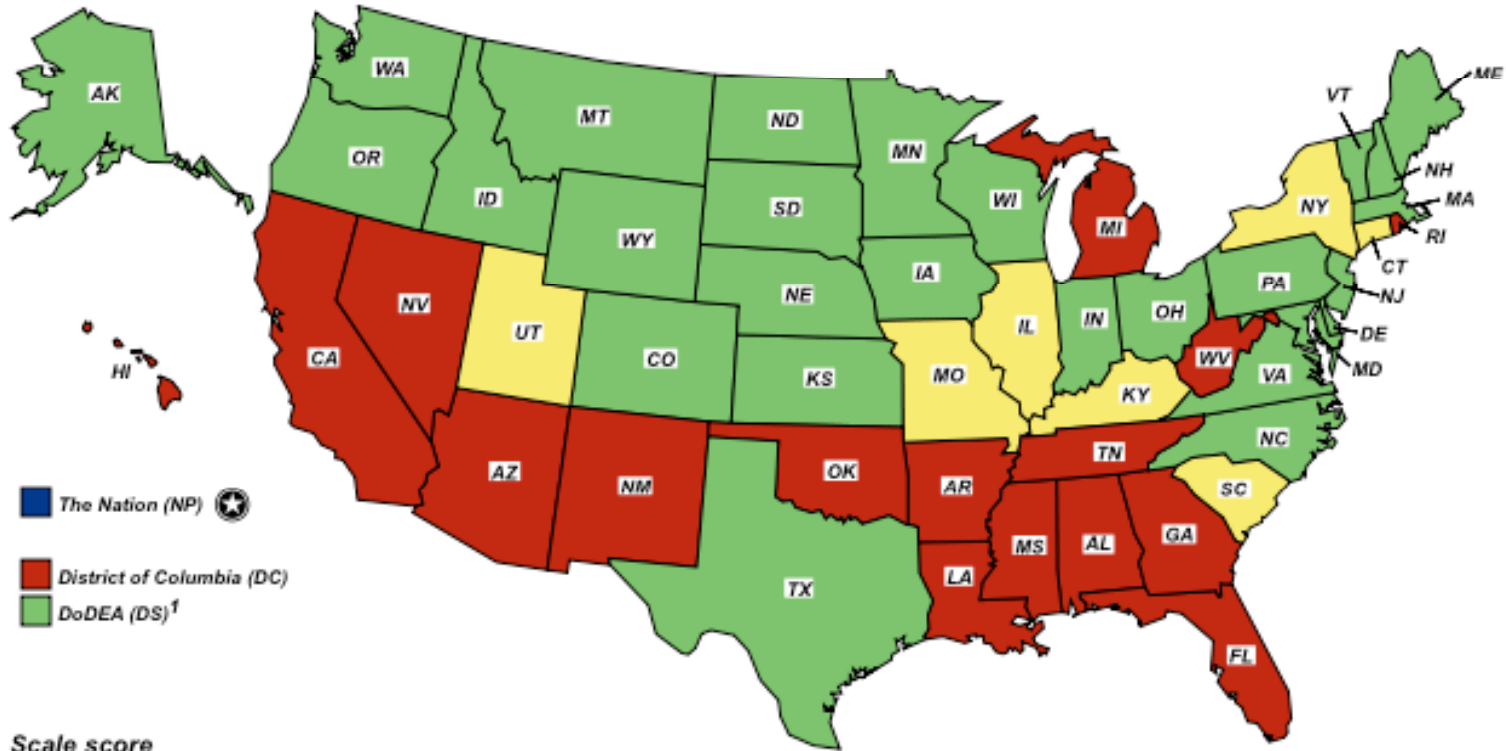 AK
WA
MT
ND
MN
VT
ME
OR
ID
SD
WI
MI
NY
NH
MA
RI
CT
WY
IA
NE
PA
NJ
NV
UT
CO
IL
IN
OH
DE
MD
CA
HI
KS
MO
WV
VA
KY
NC
AZ
NM
OK
AR
TN
SC
MS
AL
GA
LA
TX
FL
The Nation (NP)
District of Columbia (DC)
DoDEA (DS)1
Scale score